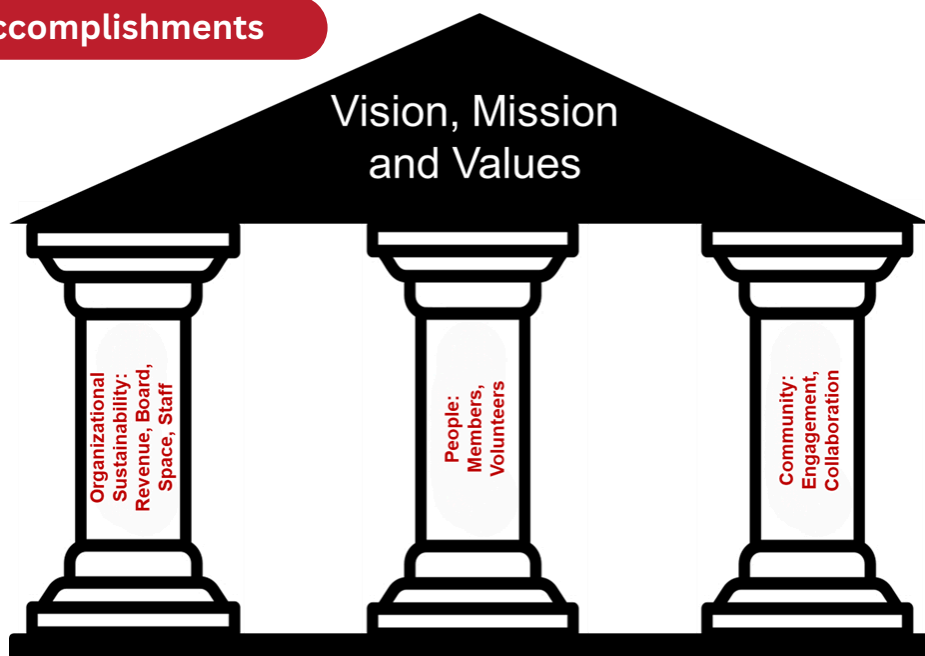 ccomplishments
Vision, Mission
and Values
Organizational
Sustainability:
Revenue, Board,
Space, Staff
People:
Members,
Volunteers
Community:
Engagement,
Collaboration